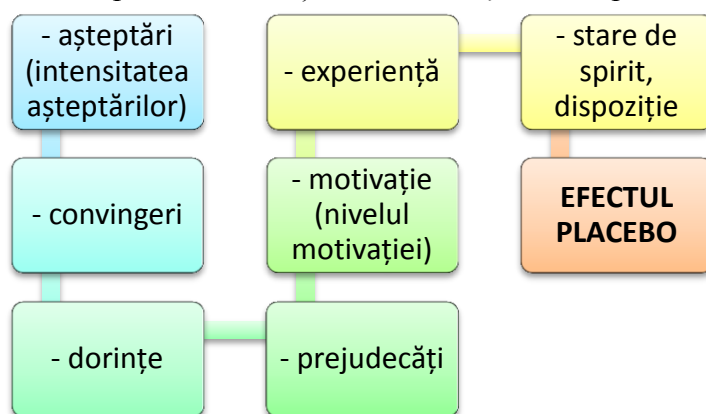 - așteptări
(intensitatea
așteptărilor)
- convingeri
- dorințe
- prejudecăți
- motivație
(nivelul
motivației)
- experiență
- stare de
spirit,
dispoziție
EFECTUL
PLACEBO